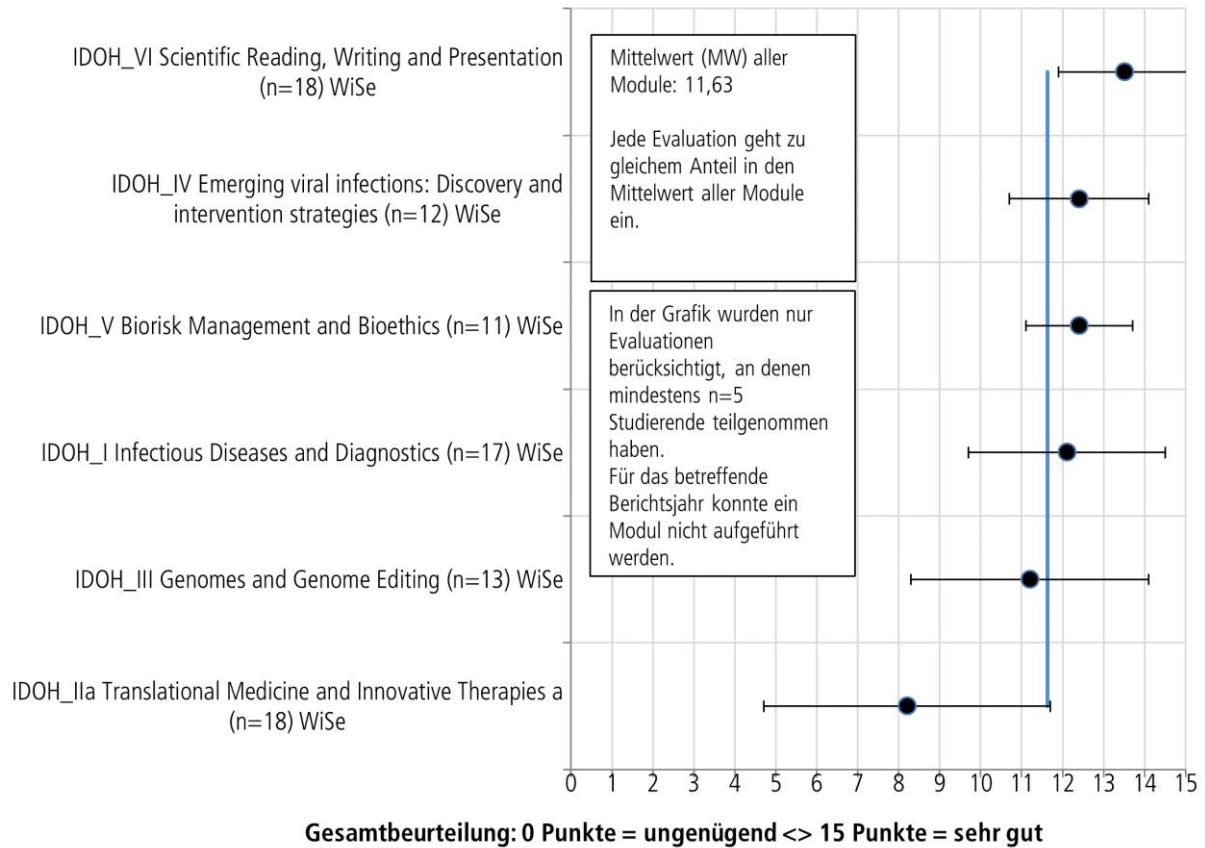 IDOH_VI Scientific Reading, Writing and Presentation
(n=18) WiSe
IDOH_IV Emerging viral infections: Discovery and
intervention strategies (n=12) WiSe
IDOH_V Biorisk Management and Bioethics (n=11) WiSe
IDOH_I Infectious Diseases and Diagnostics (n=17) WiSe
IDOH_III Genomes and Genome Editing (n=13) WiSe
IDOH_IIa Translational Medicine and Innovative Therapies a
(n=18) WiSe
Mittelwert (MW) aller
Module: 11,63
Jede Evaluation geht zu
gleichem Anteil in den
Mittelwert aller Module
ein.
In der Grafik wurden nur
Evaluationen
berücksichtigt, an denen
mindestens n=5
Studierende teilgenommen
haben.
Für das betreffende
Berichtsjahr konnte ein
Modul nicht aufgeführt
werden.
0 1 2 3 4 5 6 7 8 9 10 11 12 13 14 15
Gesamtbeurteilung: 0 Punkte = ungenügend <> 15 Punkte = sehr gut